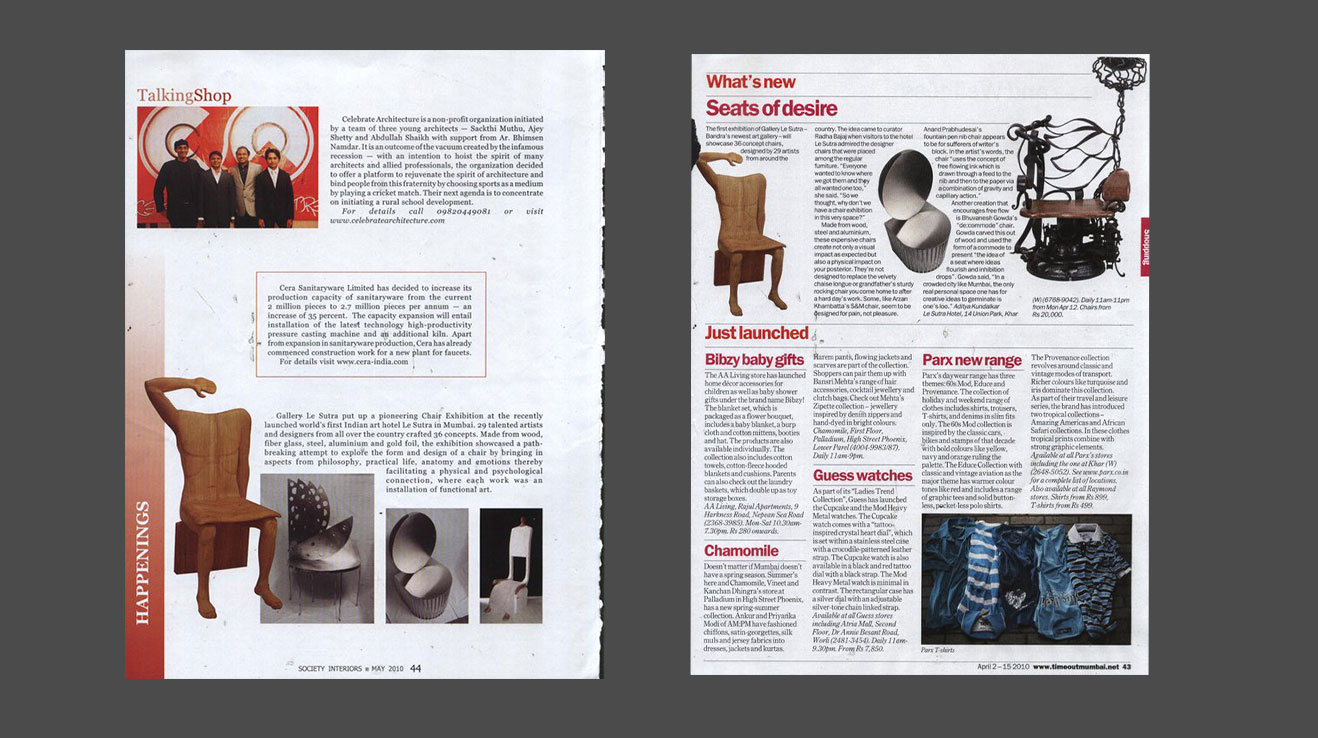 TalkingShop
Celebrate Architecture is a non-profit organization initiated
by a team of three young architects — Sackthi Muthu, Ajey
Shetty and Abdullah Shaikh with support from Ar. Bhimsen
Namdar. It is an outcome of the vacuum created by the infamous
recession — with an intention to hoist the spirit of many
architects and allied professionals, the organization decided
to offer a platform to rejuvenate the spirit of architecture and
bind people from this fraternity by choosing sports as a medium
by playing a cricket match. Their next agenda is to concentrate
on initiating a rural school development.
For details call 09820449081 or visit
www.celebratearchitecture.com
Cera Sanitaryware Limited has decided to increase its
production capacity of sanitaryware from the current
2 million pieces to 2.7 million pieces per annum — an
increase of 35 percent. The capacity expansion will entail
installation of the latest technology high-productivity
pressure casting machine and an additional kiln. Apart
from expansion in sanitaryware production, Cera has already
commenced construction work for a new plant for faucets.
For details visit www.cera-india.com
Gallery Le Sutra put up a pioneering Chair Exhibition at the recently
launched world's first Indian art hotel Le Sutra in Mumbai. 29 talented artists
and designers from all over the country crafted 36 concepts. Made from wood,
fiber glass, steel, aluminium and gold foil, the exhibition showcased a path-
breaking attempt to explore the form and design of a chair by bringing in
aspects from philosophy, practical life, anatomy and emotions thereby
facilitating a physical and psychological
connection, where each work was an
installation of functional art.
HAPPENINGS
SOCIETY INTERIORS ■ MAY 2010 44
What's new
Seats of desire
The first exhibition of Gallery Le Sutra –
Bandra's newest art gallery – will
showcase 36 concept chairs,
designed by 29 artists
from around the
country. The idea came to curator
Radha Bajaj when visitors to the hotel
Le Sutra admired the designer
chairs that were placed
among the regular
furniture. "Everyone
wanted to know where
we got them and they
all wanted one too,"
she said. "So we
thought, why don't we
have a chair exhibition
in this very space?"
Made from wood,
steel and aluminium,
these expensive chairs
create not only a visual
impact as expected but
also a physical impact on
your posterior. They're not
designed to replace the velvety
chaise longue or grandfather's sturdy
rocking chair you come home to after
a hard day's work. Some, like Arzan
Khambatta's S&M chair, seem to be
designed for pain, not pleasure.
Anand Prabhudesai's
fountain pen nib chair appears
to be for sufferers of writer's
block. In the artist's words, the
chair "uses the concept of
free flowing ink which is
drawn through a feed to the
nib and then to the paper via
a combination of gravity and
capillary action."
Another creation that
encourages free flow
is Bhuvanesh Gowda's
"de:commode" chair.
Gowda carved this out
of wood and used the
form of a commode to
present "the idea of
a seat where ideas
flourish and inhibition
drops". Gowda said, "In a
crowded city like Mumbai, the only
real personal space one has for
creative ideas to germinate is
one's loo." Aditya Kundalkar
Le Sutra Hotel, 14 Union Park, Khar
(W) (6768-9042). Daily 11am-11pm
from Mon Apr 12. Chairs from
Rs 20,000.
Shopping
Just launched
Bibzy baby gifts
The AA Living store has launched
home décor accessories for
children as well as baby shower
gifts under the brand name Bibzy!
The blanket set, which is
packaged as a flower bouquet,
includes a baby blanket, a burp
cloth and cotton mittens, booties
and hat. The products are also
available individually. The
collection also includes cotton
towels, cotton-fleece hooded
blankets and cushions. Parents
can also check out the laundry
baskets, which double up as toy
storage boxes.
AA Living, Rajul Apartments, 9
Harkness Road, Nepean Sea Road
(2368-3985). Mon-Sat 10.30am-
7.30pm. Rs 280 onwards.
Chamomile
Doesn't matter if Mumbai doesn't
have a spring season. Summer's
here and Chamomile, Vineet and
Kanchan Dhingra's store at
Palladium in High Street Phoenix,
has a new spring-summer
collection. Ankur and Priyanka
Modi of AM:PM have fashioned
chiffons, satin-georgettes, silk
muls and jersey fabrics into
dresses, jackets and kurtas.
Harem pants, flowing jackets and
scarves are part of the collection.
Shoppers can pair them up with
Bansri Mehta's range of hair
accessories, cocktail jewellery and
clutch bags. Check out Mehta's
Zipette collection – jewellery
inspired by denim zippers and
hand-dyed in bright colours.
Chamomile, First Floor,
Palladium, High Street Phoenix,
Lower Parel (4004-9983/87).
Daily 11am-9pm.
Guess watches
As part of its "Ladies Trend
Collection", Guess has launched
the Cupcake and the Mod Heavy
Metal watches. The Cupcake
watch comes with a "tattoo-
inspired crystal heart dial", which
is set within a stainless steel case
with a crocodile-patterned leather
strap. The Cupcake watch is also
available in a black and red tattoo
dial with a black strap. The Mod
Heavy Metal watch is minimal in
contrast. The rectangular case has
a silver dial with an adjustable
silver-tone chain linked strap.
Available at all Guess stores
including Atria Mall, Second
Floor, Dr Annie Besant Road,
Worli (2481-3454). Daily 11am-
9.30pm. From Rs 7,850.
Parx new range
Parx's day wear range has three
themes: 60s Mod, Educe and
Provenance. The collection of
holiday and weekend range of
clothes includes shirts, trousers,
T-shirts, and denims in slim fits
only. The 60s Mod collection is
inspired by the classic cars,
bikes and stamps of that decade
with bold colours like yellow,
navy and orange ruling the
palette. The Educe Collection with
classic and vintage aviation as the
major theme has warmer colour
tones like red and includes a range
of graphic tees and solid button-
less, pocket-less polo shirts.
The Provenance collection
revolves around classic and
vintage modes of transport.
Richer colours like turquoise and
iris dominate this collection.
As part of their travel and leisure
series, the brand has introduced
two tropical collections –
Amazing Americas and African
Safari collections. In these clothes
tropical prints combine with
strong graphic elements.
Available at all Parx's stores
including the one at Khar (W)
(2648-5052). See www.parx.co.in
for a complete list of locations.
Also available at all Raymond
stores. Shirts from Rs 899,
T-shirts from Rs 499.
Parx T-shirts
April 2 – 15 2010 www.timeoutmumbai.net 43